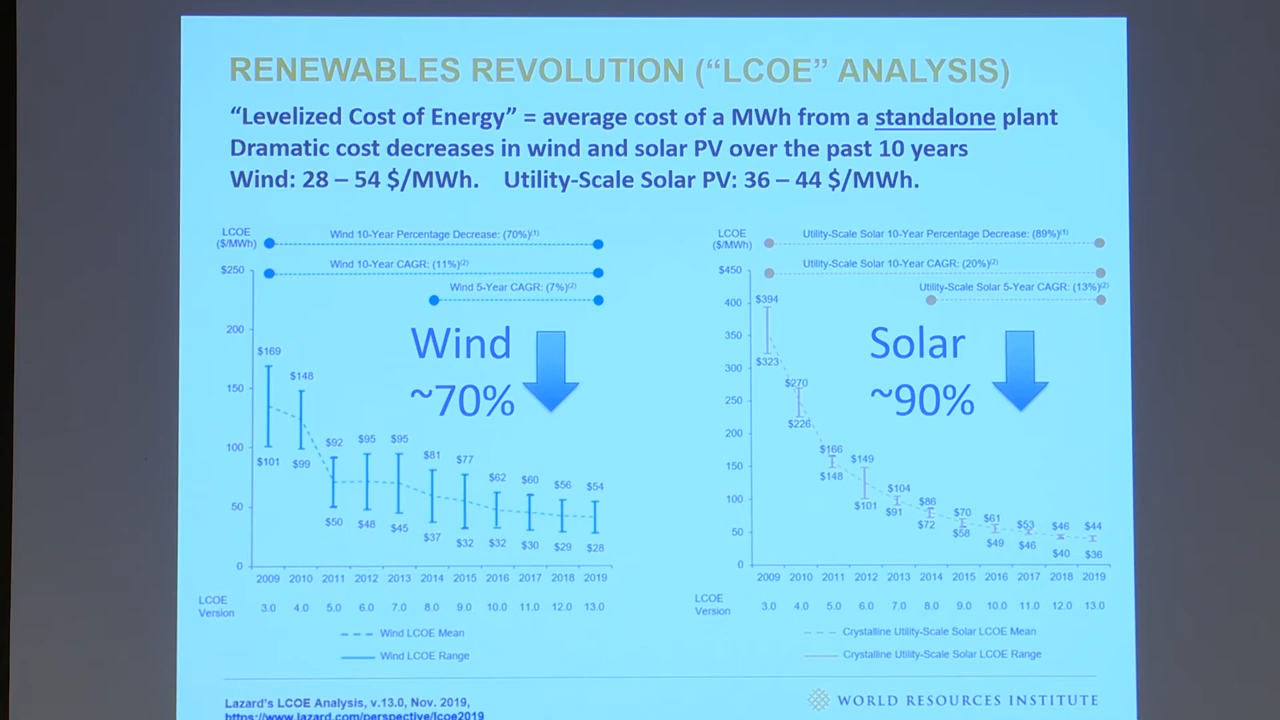 RENEWABLES REVOLUTION (“LCOE” ANALYSIS)
“Levelized Cost of Energy” = average cost of a MWh from a standalone plant
Dramatic cost decreases in wind and solar PV over the past 10 years
Wind: 28 – 54 $/MWh. Utility-Scale Solar PV: 36 – 44 $/MWh.
LCOE
($/MWh)
Wind 10-Year Percentage Decrease: (70%)(1)
Wind 10-Year CAGR: (11%)(2)
Wind 5-Year CAGR: (7%)(2)
Wind
~70%
$250
200
150
100
50
0
$169
$148
$92
$95
$95
$81
$77
$62
$60
$56
$54
$101
$99
$50
$48
$45
$37
$32
$32
$30
$29
$28
2009 2010 2011 2012 2013 2014 2015 2016 2017 2018 2019
LCOE
Version
3.0 4.0 5.0 6.0 7.0 8.0 9.0 10.0 11.0 12.0 13.0
Wind LCOE Mean
Wind LCOE Range
LCOE
($/MWh)
Utility-Scale Solar 10-Year Percentage Decrease: (89%)(1)
Utility-Scale Solar 10-Year CAGR: (20%)(2)
Utility-Scale Solar 5-Year CAGR: (13%)(2)
Solar
~90%
$450
400
350
300
250
200
150
100
50
0
$394
$323
$270
$226
$166
$148
$149
$101
$104
$91
$86
$72
$70
$58
$61
$49
$53
$46
$46
$40
$44
$36
2009 2010 2011 2012 2013 2014 2015 2016 2017 2018 2019
LCOE
Version
3.0 4.0 5.0 6.0 7.0 8.0 9.0 10.0 11.0 12.0 13.0
Crystalline Utility-Scale Solar LCOE Mean
Crystalline Utility-Scale Solar LCOE Range
Lazard’s LCOE Analysis, v.13.0, Nov. 2019,
https://www.lazard.com/perspective/lcoe2019
WORLD RESOURCES INSTITUTE